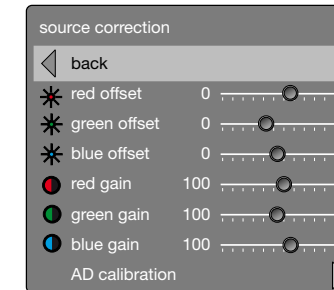 source correction
back
red offset 0
green offset 0
blue offset 0
red gain 100
green gain 100
blue gain 100
AD calibration